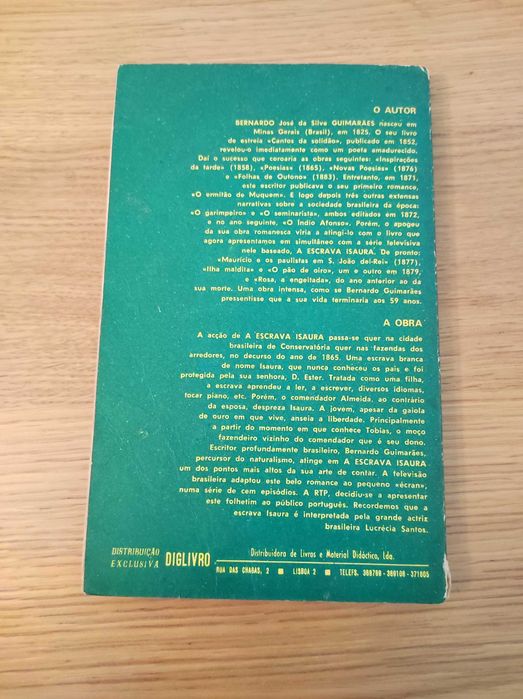 O AUTOR
BERNARDO José da Silva GUIMARÃES nasceu em
Minas Gerais (Brasil), em 1825. O seu livro
de estreia «Cantos da solidão», publicado em 1852,
revelou-o imediatamente como um poeta amadurecido.
Daí o sucesso que coroaria as obras seguintes: «Inspirações
da tarde» (1858), «Poesias» (1865), «Novas Poesias» (1876)
e «Folhas de Outono» (1883). Entretanto, em 1871,
este escritor publicava o seu primeiro romance,
«O ermitão de Muquem». E logo depois três outras extensas
narrativas sobre a sociedade brasileira da época:
«O garimpeiro» e «O seminarista», ambos editados em 1872,
e no ano seguinte, «O Indio Afonso». Porém, o apogeu
da sua obra romanesca viria a atingi-lo com o livro que
agora apresentamos em simultâneo com a série televisiva
nele baseado, A ESCRAVA ISAURA. De pronto:
«Maurício e os paulistas em S. João del-Rei» (1877),
«Ilha maldita» e «O pão de oiro», um e outro em 1879,
e «Rosa, a engeitada», do ano anterior ao da
sua morte. Uma obra intensa, como se Bernardo Guimarães
pressentisse que a sua vida terminaria aos 59 anos.
A OBRA
A acção de A ESCRAVA ISAURA passa-se quer na cidade
brasileira de Conservatória quer nas fazendas dos
arredores, no decurso do ano de 1865. Uma escrava branca
de nome Isaura, que nunca conheceu os pais e foi
protegida pela sua senhora, D. Ester. Tratada como uma filha,
a escrava aprendeu a ler, a escrever, diversos idiomas,
tocar piano, etc. Porém, o comendador Almeida, ao contrário
da esposa, despreza Isaura. A jovem, apesar da gaiola
de ouro em que vive, anseia a liberdade. Principalmente
a partir do momento em que conhece Tobias, o moço
fazendeiro vizinho do comendador que é seu dono.
Escritor profundamente brasileiro, Bernardo Guimarães,
percursor do naturalismo, atinge em A ESCRAVA ISAURA
um dos pontos mais altos da sua arte de contar. A televisão
brasileira adaptou este belo romance ao pequeno «écran»,
numa série de cem episódios. A RTP, decidiu-se a apresentar
este folhetim ao público português. Recordemos que a
escrava Isaura é interpretada pela grande actriz
brasileira Lucrécia Santos.
DISTRIBUIÇÃO
EXCLUSIVA
DIGLIVRO
Distribuidora de Livros e Material Didáctico, Lda.
RUA DAS CHAGAS, 2 ■ LISBOA 2 ■ TELEFS. 368769 - 369108 - 371005